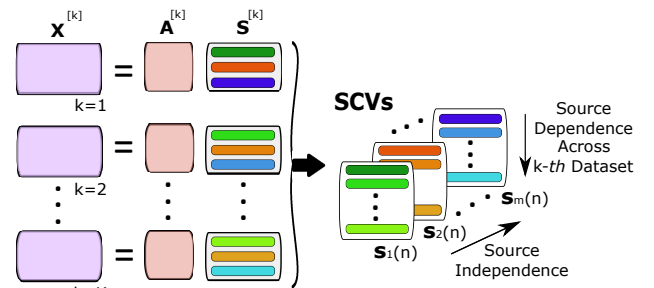 X[k] A[k] S[k]
= 
k=1
SCVs
Source
Dependence
Across
k-th Dataset
=
k=2
sm(n)
s2(n)
s1(n)
Source
Independence
=